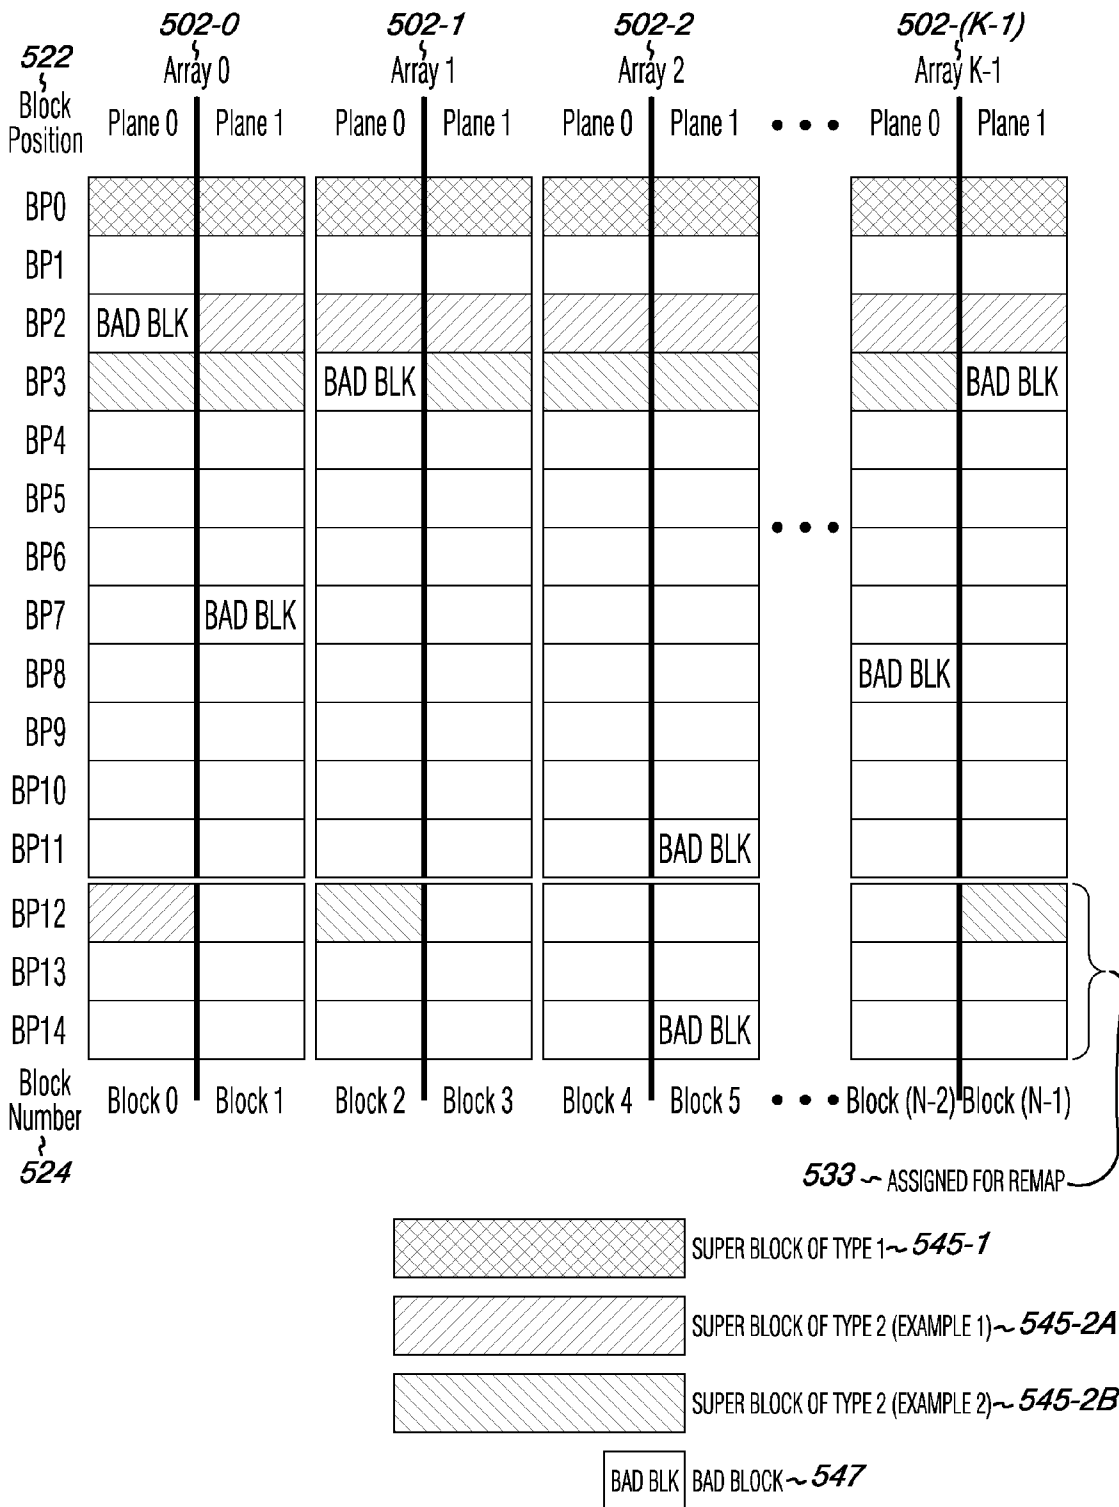 502-0 502-1 502-2 502-(K-1)
522 Array 0 Array 1 Array 2 Array K-1
Block Position Plane 0 Plane 1 Plane 0 Plane 1 Plane 0 Plane 1 • • • Plane 0 Plane 1
BP0
BP1
BP2 BAD BLK
BP3 BAD BLK BAD BLK
BP4
BP5
• • •
BP6
BP7 BAD BLK
BP8 BAD BLK
BP9
BP10
BP11 BAD BLK
BP12
BP13
BP14 BAD BLK
Block Number Block 0 Block 1 Block 2 Block 3 Block 4 Block 5 • • • Block (N-2) Block (N-1)
524
533 ~ ASSIGNED FOR REMAP
SUPER BLOCK OF TYPE 1 ~ 545-1
SUPER BLOCK OF TYPE 2 (EXAMPLE 1) ~ 545-2A
SUPER BLOCK OF TYPE 2 (EXAMPLE 2) ~ 545-2B
BAD BLK BAD BLOCK ~ 547